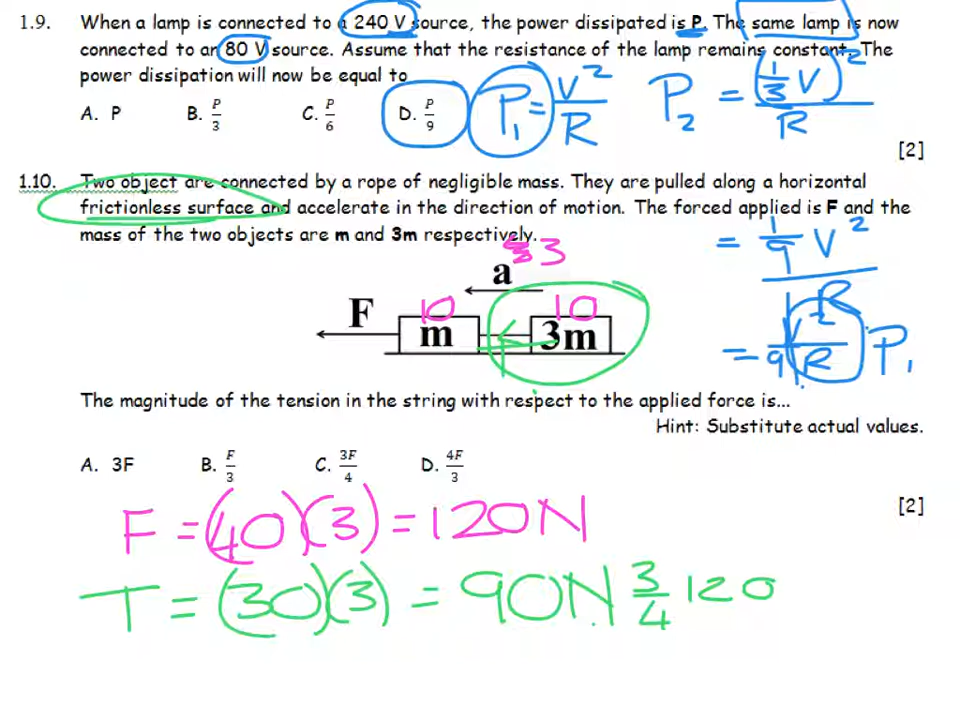 1.9. When a lamp is connected to a 240 V source, the power dissipated is P. The same lamp is now
connected to an 80 V source. Assume that the resistance of the lamp remains constant. The
power dissipation will now be equal to
A. P B. P/3 C. P/6 D. P/9
P₁ = V²/R P₂ = (1/3 V)²/R
[2]
1.10. Two object are connected by a rope of negligible mass. They are pulled along a horizontal
frictionless surface and accelerate in the direction of motion. The forced applied is F and the
mass of the two objects are m and 3m respectively.
= 1/9 V²/R
3
a
F 10 10
m 3m
= V²/9R P₁
The magnitude of the tension in the string with respect to the applied force is...
Hint: Substitute actual values.
A. 3F B. F/3 C. 3F/4 D. 4F/3
[2]
F = (40)(3) = 120N
T = (30)(3) = 90N 3/4 120